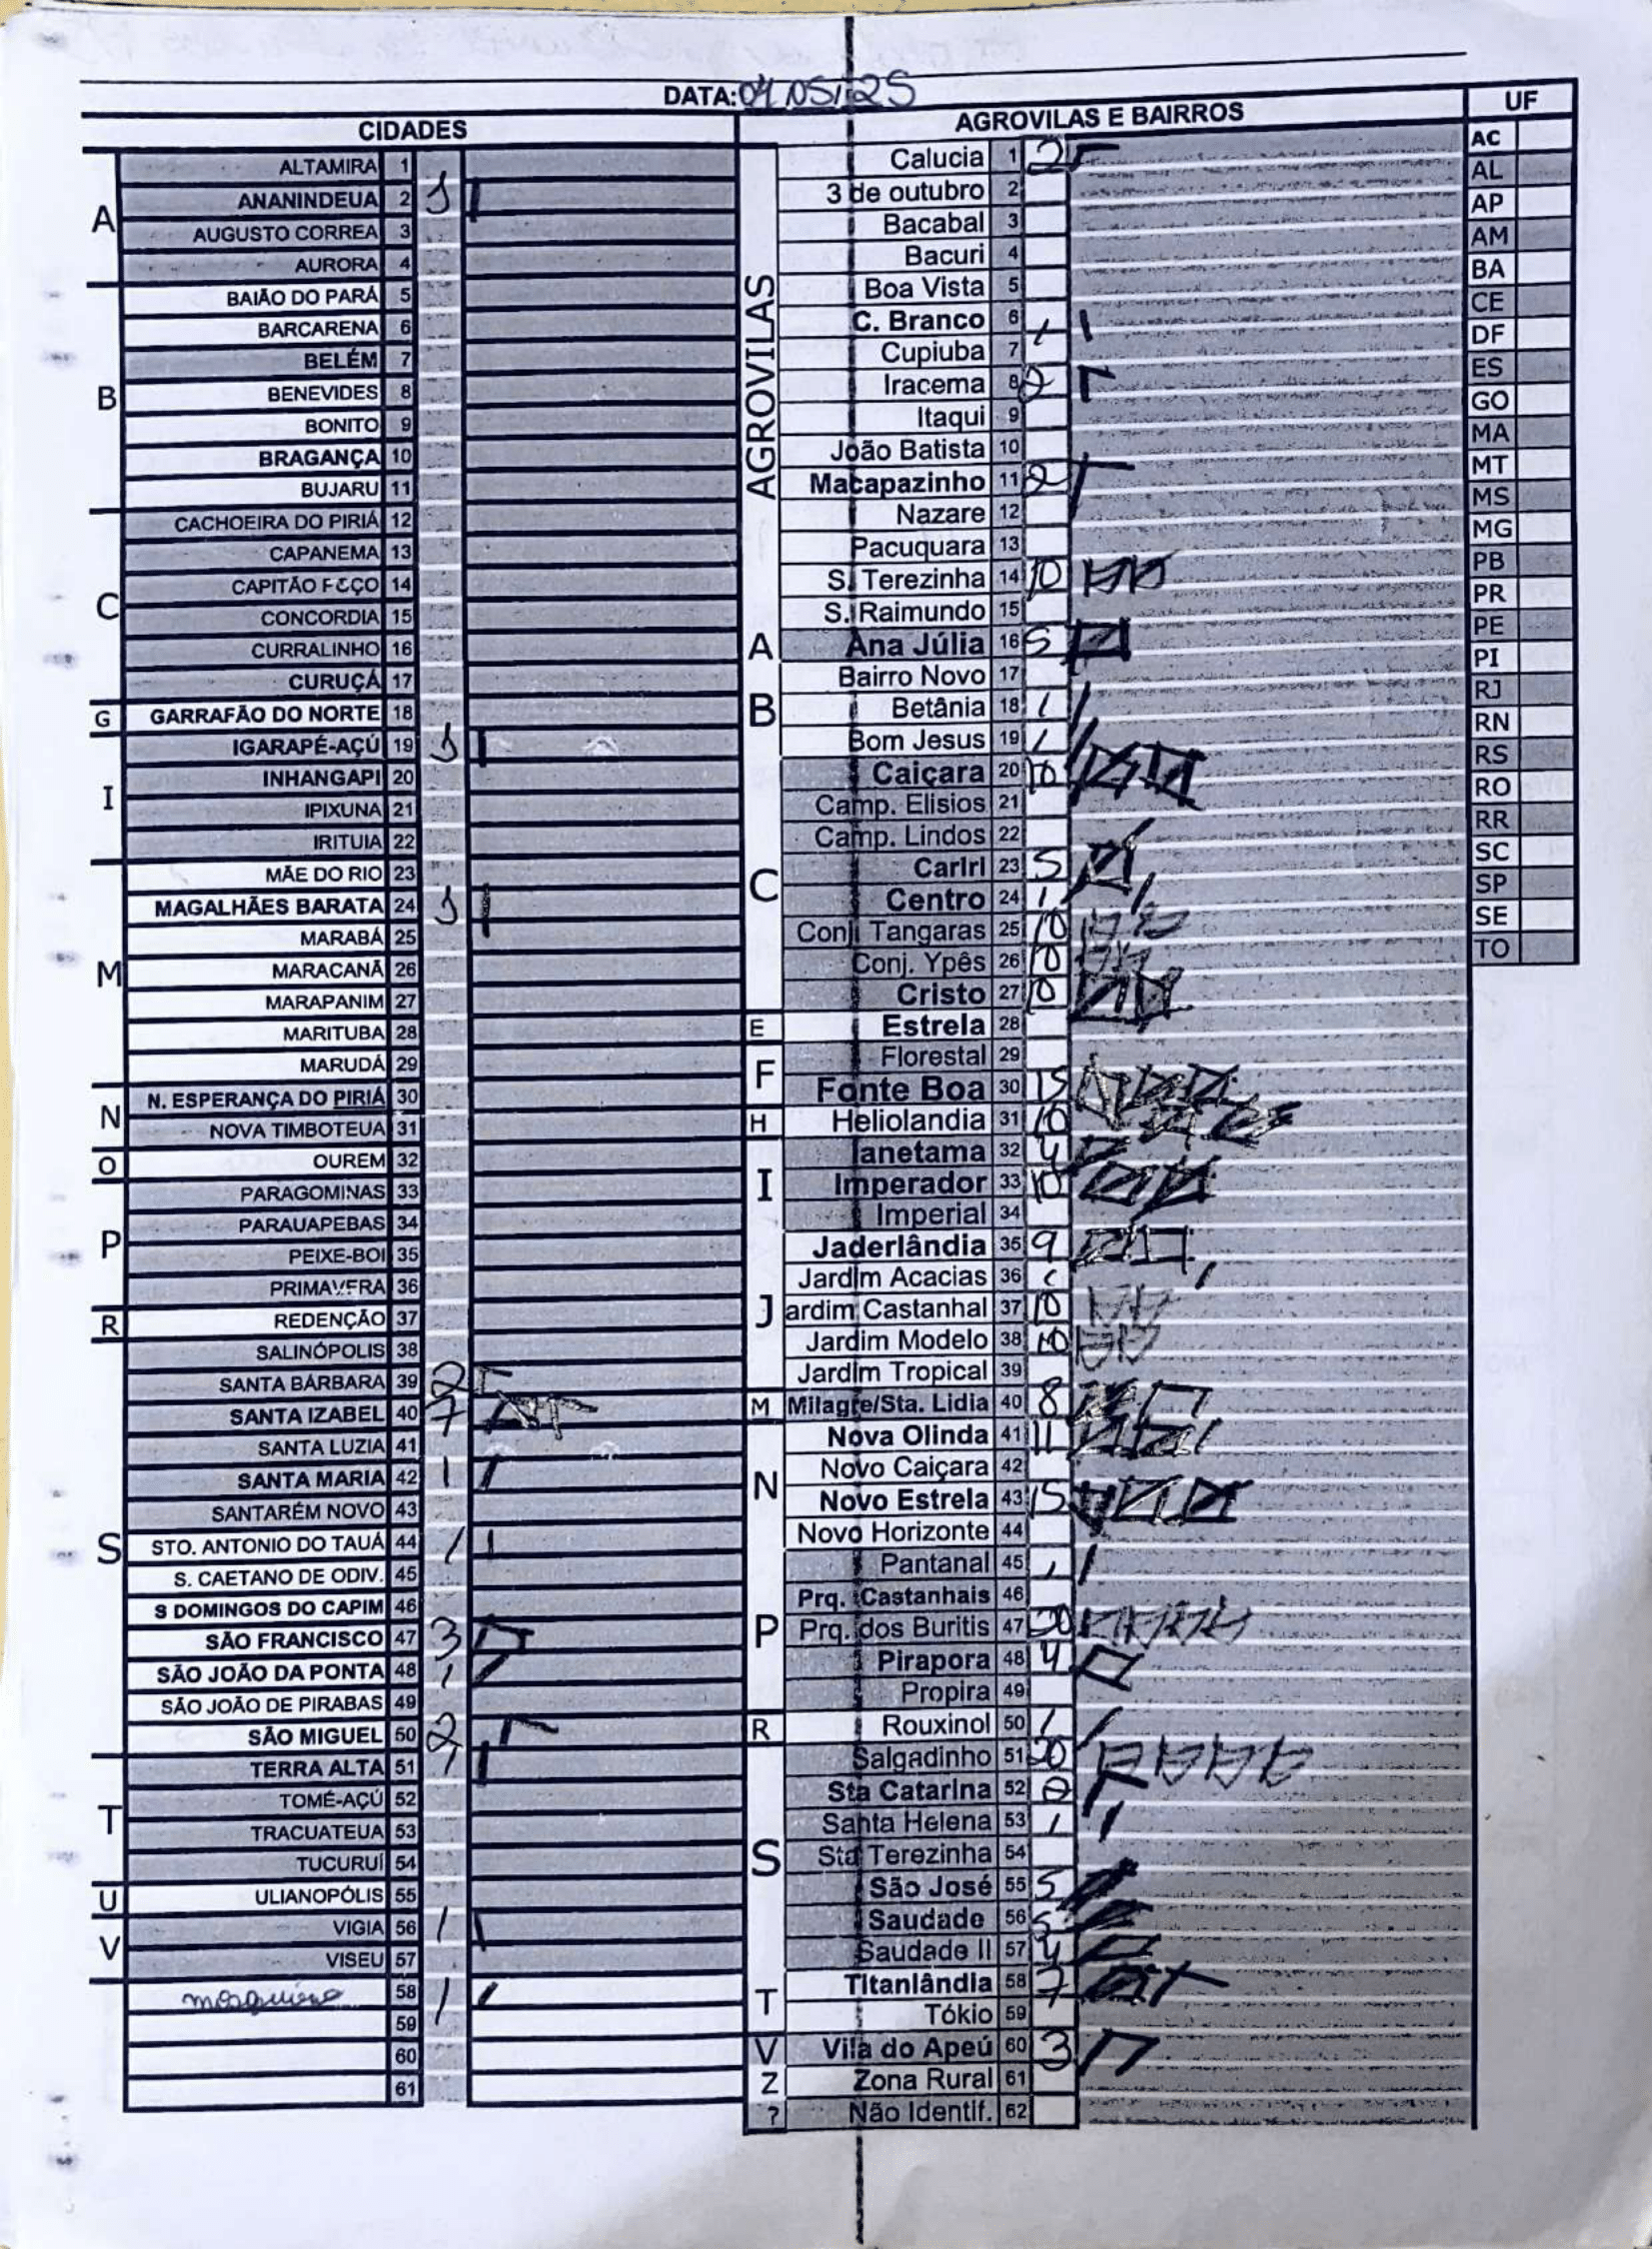 DATA: 04/05/25
CIDADES
A
ALTAMIRA 1
ANANINDEUA 2 1
AUGUSTO CORREA 3
AURORA 4
B
BAIÃO DO PARÁ 5
BARCARENA 6
BELÉM 7
BENEVIDES 8
BONITO 9
BRAGANÇA 10
BUJARU 11
C
CACHOEIRA DO PIRIÁ 12
CAPANEMA 13
CAPITÃO POÇO 14
CONCORDIA 15
CURRALINHO 16
CURUÇÁ 17
G
GARRAFÃO DO NORTE 18
I
IGARAPÉ-AÇÚ 19 1
INHANGAPI 20
IPIXUNA 21
IRITUIA 22
M
MÃE DO RIO 23
MAGALHÃES BARATA 24 1
MARABÁ 25
MARACANÃ 26
MARAPANIM 27
MARITUBA 28
MARUDÁ 29
N
N. ESPERANÇA DO PIRIÁ 30
NOVA TIMBOTEUA 31
O
OUREM 32
P
PARAGOMINAS 33
PARAUAPEBAS 34
PEIXE-BOI 35
PRIMAVERA 36
R
REDENÇÃO 37
S
SALINÓPOLIS 38
SANTA BÁRBARA 39 2
SANTA IZABEL 40 7
SANTA LUZIA 41
SANTA MARIA 42 1
SANTARÉM NOVO 43
STO. ANTONIO DO TAUÁ 44 1
S. CAETANO DE ODIV. 45
S DOMINGOS DO CAPIM 46
SÃO FRANCISCO 47 3
SÃO JOÃO DA PONTA 48 1
SÃO JOÃO DE PIRABAS 49
SÃO MIGUEL 50 2
T
TERRA ALTA 51 1
TOMÉ-AÇÚ 52
TRACUATEUA 53
TUCURUÍ 54
U
ULIANOPÓLIS 55
V
VIGIA 56 1
VISEU 57
58 1
59
60
61
AGROVILAS E BAIRROS
AGROVILAS
Calucia 1 2
3 de outubro 2
Bacabal 3
Bacuri 4
Boa Vista 5
C. Branco 6 1
Cupiuba 7
Iracema 8 2
Itaqui 9
João Batista 10
Macapazinho 11 2
Nazare 12
Pacuquara 13
S. Terezinha 14 10
S. Raimundo 15
A
Ana Júlia 16 5
B
Bairro Novo 17
Betânia 18 1
Bom Jesus 19 1
C
Caiçara 20 10
Camp. Elisios 21
Camp. Lindos 22
Cariri 23 5
Centro 24 1
Conj. Tangaras 25 10
Conj. Ypês 26 10
Cristo 27 10
E
Estrela 28
F
Florestal 29
Fonte Boa 30 15
H
Heliolandia 31 10
I
Ianetama 32 4
Imperador 33 10
Imperial 34
J
Jaderlândia 35 9
Jardim Acacias 36 1
ardim Castanhal 37 10
Jardim Modelo 38 10
Jardim Tropical 39
M
Milagre/Sta. Lidia 40 8
N
Nova Olinda 41 11
Novo Caiçara 42
Novo Estrela 43 15
Novo Horizonte 44
P
Pantanal 45 1
Prq. Castanhais 46
Prq. dos Buritis 47 20
Pirapora 48 4
Propira 49
R
Rouxinol 50 1
S
Salgadinho 51 20
Sta Catarina 52 2
Santa Helena 53 1
Sta Terezinha 54
São José 55 5
Saudade 56 5
Saudade II 57 4
T
Titanlândia 58 7
Tókio 59
V
Vila do Apeú 60 3
Z
Zona Rural 61
?
Não Identif. 62
UF
AC
AL
AP
AM
BA
CE
DF
ES
GO
MA
MT
MS
MG
PB
PR
PE
PI
RJ
RN
RS
RO
RR
SC
SP
SE
TO